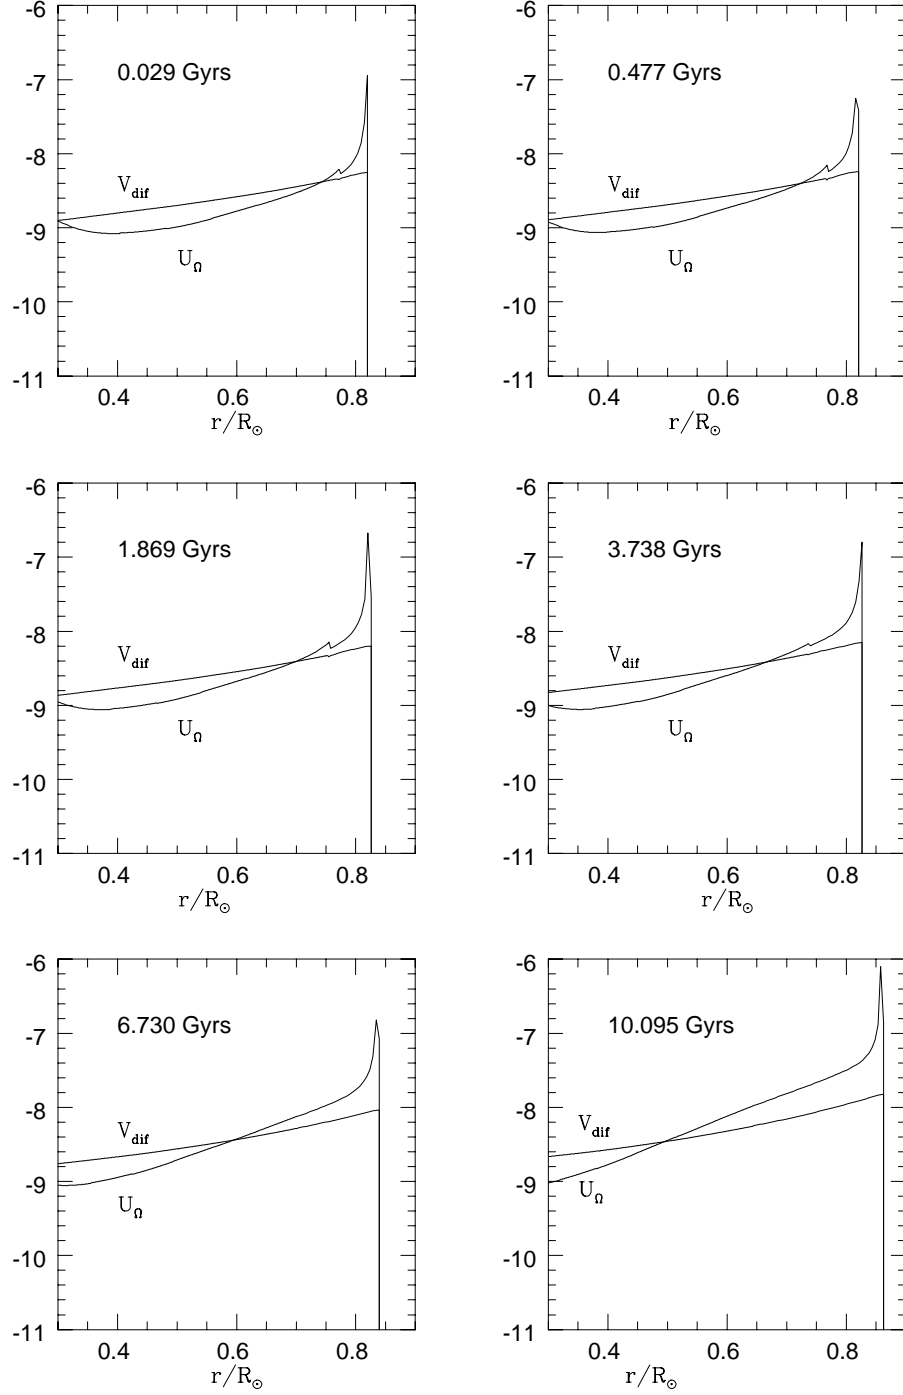 -6
-7
-8
-9
-10
-11
0.029 Gyrs
V_dif
U_Ω
0.4 0.6 0.8
r/R_⊙
-6
-7
-8
-9
-10
-11
0.477 Gyrs
V_dif
U_Ω
0.4 0.6 0.8
r/R_⊙
-6
-7
-8
-9
-10
-11
1.869 Gyrs
V_dif
U_Ω
0.4 0.6 0.8
r/R_⊙
-6
-7
-8
-9
-10
-11
3.738 Gyrs
V_dif
U_Ω
0.4 0.6 0.8
r/R_⊙
-6
-7
-8
-9
-10
-11
6.730 Gyrs
V_dif
U_Ω
0.4 0.6 0.8
r/R_⊙
-6
-7
-8
-9
-10
-11
10.095 Gyrs
V_dif
U_Ω
0.4 0.6 0.8
r/R_⊙